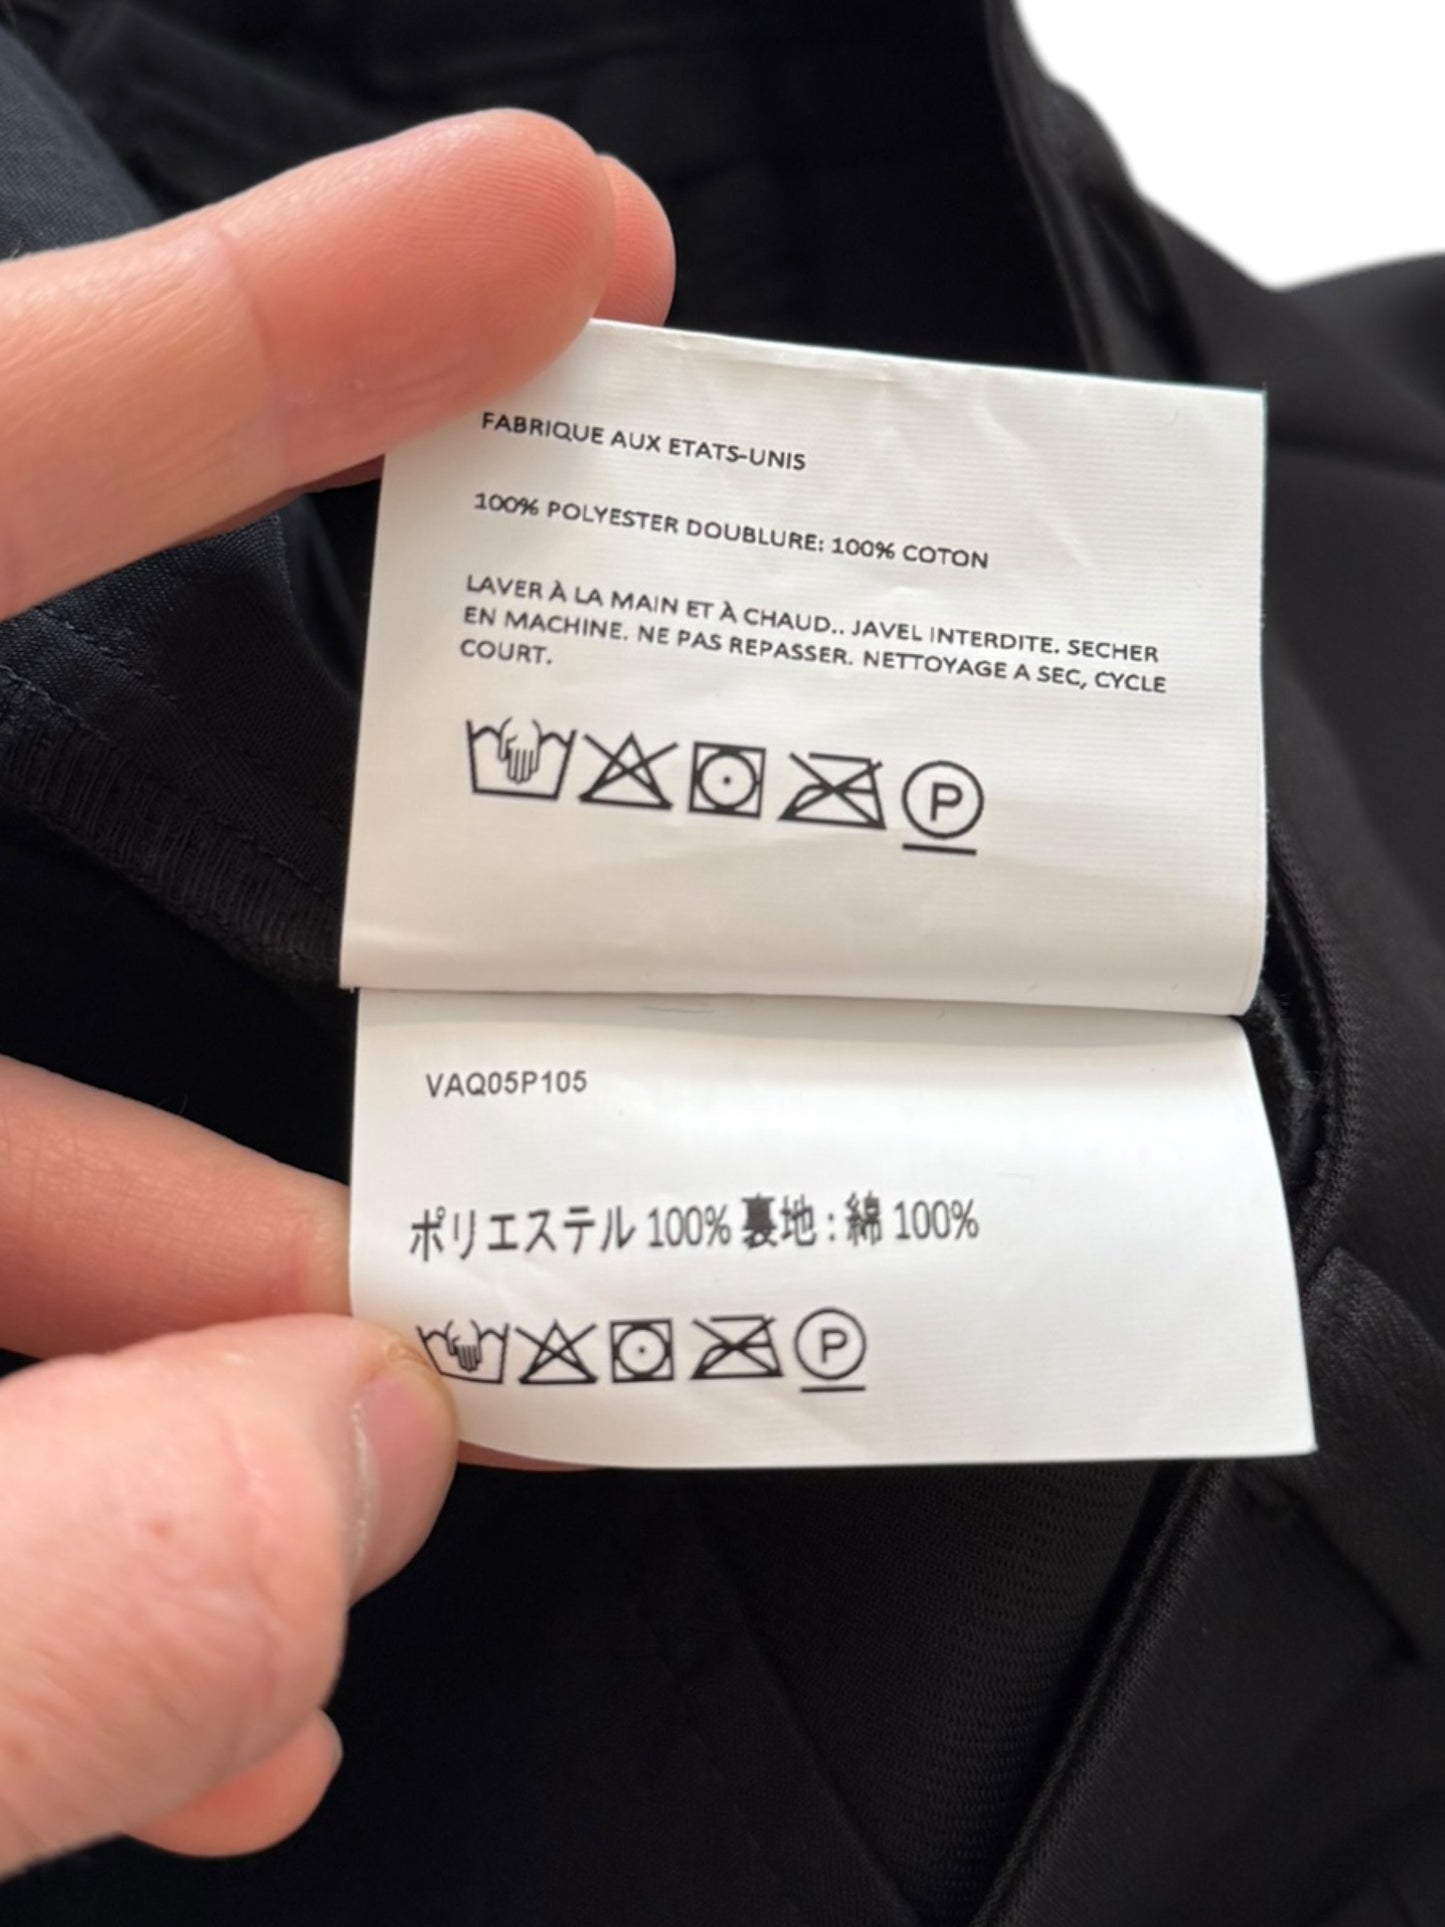 FABRIQUE AUX ETATS-UNIS
100% POLYESTER DOUBLURE: 100% COTON
LAVER À LA MAIN ET À CHAUD.. JAVEL INTERDITE. SECHER
EN MACHINE. NE PAS REPASSER. NETTOYAGE A SEC, CYCLE
COURT.
P
VAQ05P105
ポリエステル 100% 裏地 : 綿 100%
P